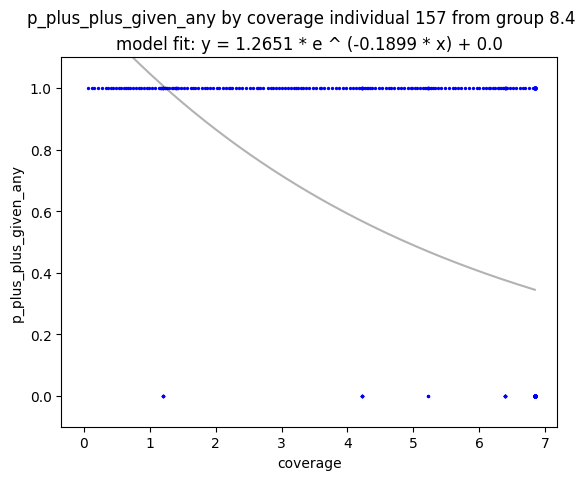 p_plus_plus_given_any by coverage individual 157 from group 8.4
model fit: y = 1.2651 * e ^ (-0.1899 * x) + 0.0
1.0
0.8
0.6
0.4
0.2
0.0
p_plus_plus_given_any
0 1 2 3 4 5 6 7
coverage